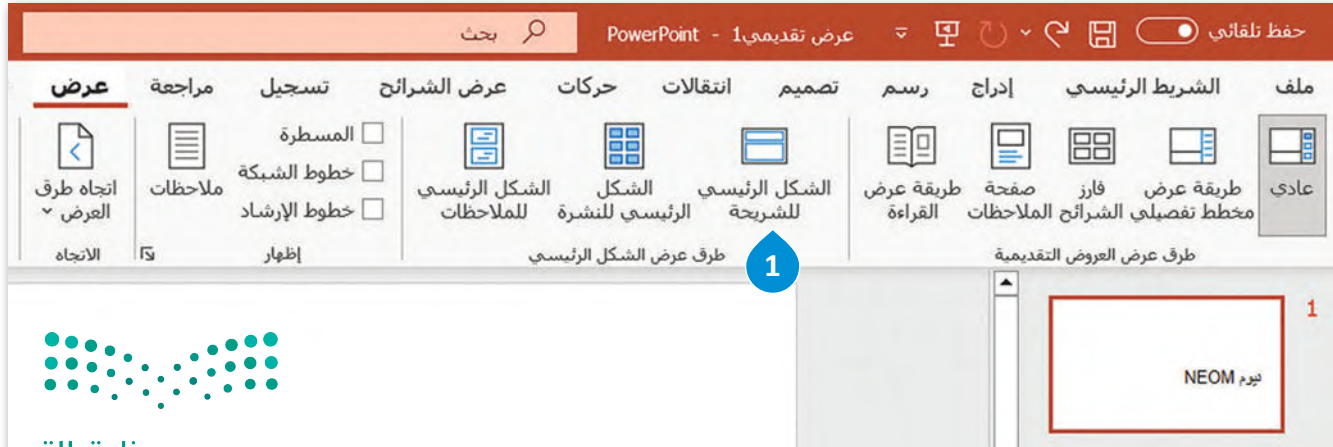 حفظ تلقائي
عرض تقديمي1 - PowerPoint
بحث
ملف الشريط الرئيسي إدراج رسم تصميم انتقالات حركات عرض الشرائح تسجيل مراجعة عرض
عادي
طريقة عرض مخطط تفصيلي
فارز الشرائح
صفحة الملاحظات
طريقة عرض القراءة
طرق عرض العروض التقديمية
الشكل الرئيسي للشريحة
الشكل الرئيسي للنشرة
الشكل الرئيسي للملاحظات
طرق عرض الشكل الرئيسي
1
المسطرة
خطوط الشبكة
خطوط الإرشاد
ملاحظات
إظهار
اتجاه طرق العرض
الاتجاه
1
نيوم NEOM